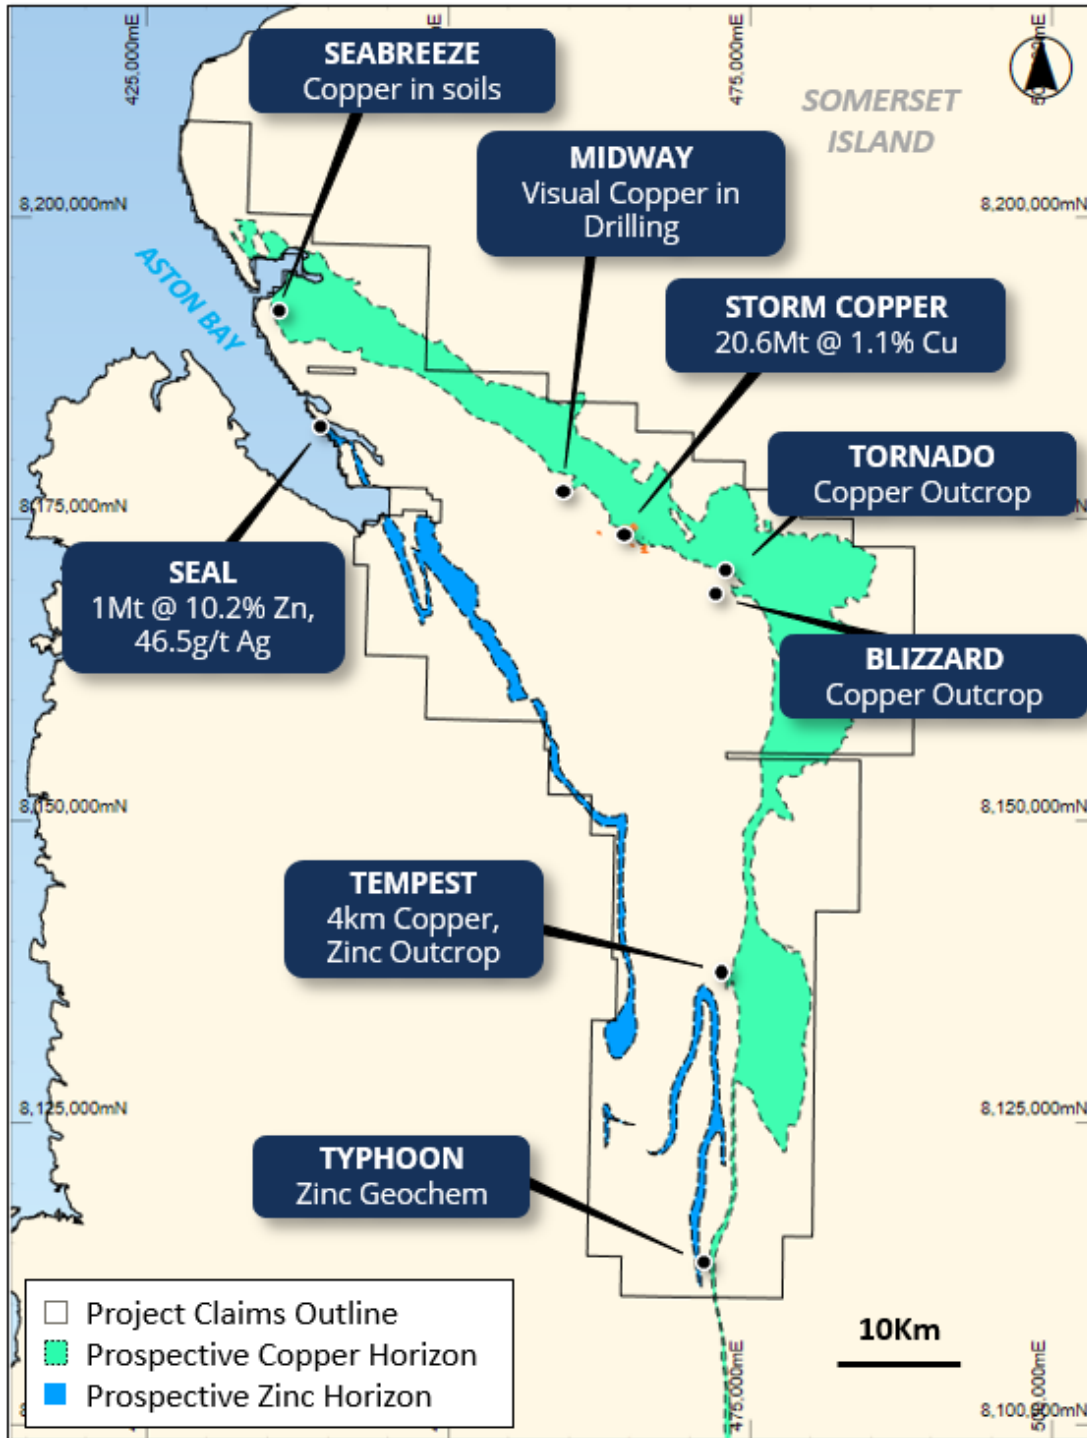 425,000mE
mE
475,000mE
SEABREEZE
Copper in soils
SOMERSET
ISLAND
MIDWAY
Visual Copper in
Drilling
8,200,000mN
8,200,000mN
ASTON BAY
STORM COPPER
20.6Mt @ 1.1% Cu
TORNADO
Copper Outcrop
8,175,000mN
175,000mN
SEAL
1Mt @ 10.2% Zn,
46.5g/t Ag
BLIZZARD
Copper Outcrop
8,150,000mN
8,150,000mN
TEMPEST
4km Copper,
Zinc Outcrop
8,125,000mN
8,125,000mN
TYPHOON
Zinc Geochem
Project Claims Outline
Prospective Copper Horizon
Prospective Zinc Horizon
10Km
475,000mE
8,100,000mN